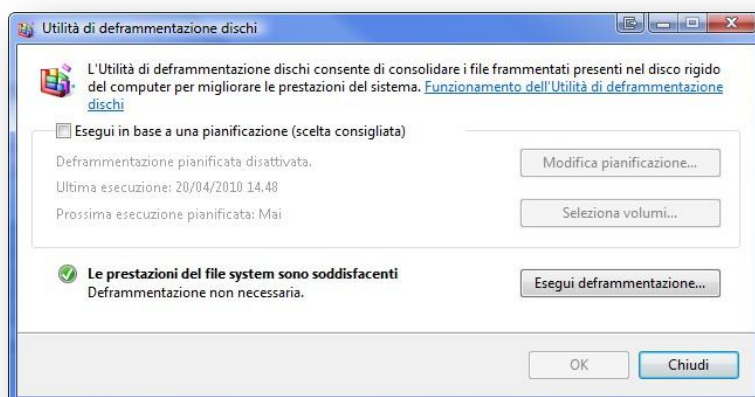 Utilità di deframmentazione dischi
L'Utilità di deframmentazione dischi consente di consolidare i file frammentati presenti nel disco rigido
del computer per migliorare le prestazioni del sistema. Funzionamento dell'Utilità di deframmentazione
dischi
Esegui in base a una pianificazione (scelta consigliata)
Deframmentazione pianificata disattivata.
Modifica pianificazione...
Ultima esecuzione: 20/04/2010 14.48
Prossima esecuzione pianificata: Mai
Seleziona volumi...
Le prestazioni del file system sono soddisfacenti
Deframmentazione non necessaria.
Esegui deframmentazione...
OK
Chiudi